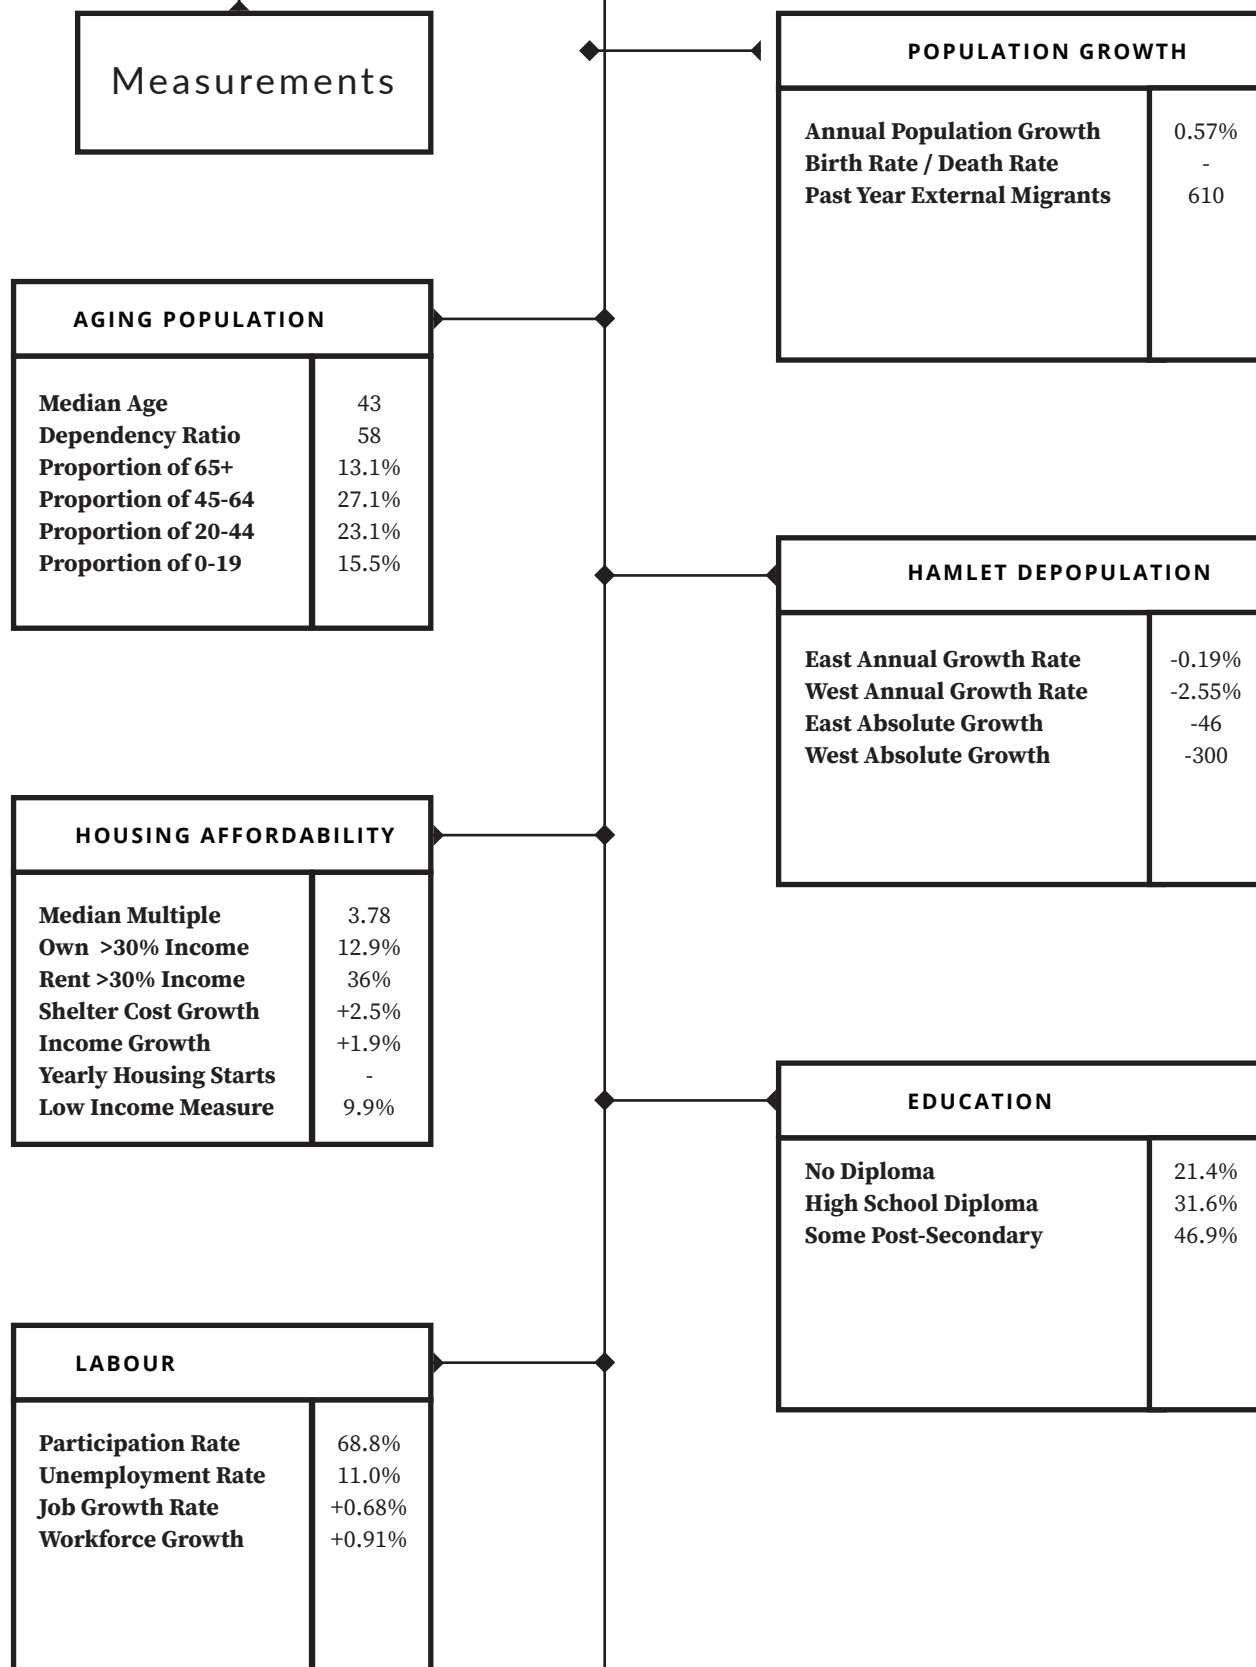 Measurements
POPULATION GROWTH
Annual Population Growth 0.57%
Birth Rate / Death Rate -
Past Year External Migrants 610
AGING POPULATION
Median Age 43
Dependency Ratio 58
Proportion of 65+ 13.1%
Proportion of 45-64 27.1%
Proportion of 20-44 23.1%
Proportion of 0-19 15.5%
HAMLET DEPOPULATION
East Annual Growth Rate -0.19%
West Annual Growth Rate -2.55%
East Absolute Growth -46
West Absolute Growth -300
HOUSING AFFORDABILITY
Median Multiple 3.78
Own >30% Income 12.9%
Rent >30% Income 36%
Shelter Cost Growth +2.5%
Income Growth +1.9%
Yearly Housing Starts -
Low Income Measure 9.9%
EDUCATION
No Diploma 21.4%
High School Diploma 31.6%
Some Post-Secondary 46.9%
LABOUR
Participation Rate 68.8%
Unemployment Rate 11.0%
Job Growth Rate +0.68%
Workforce Growth +0.91%